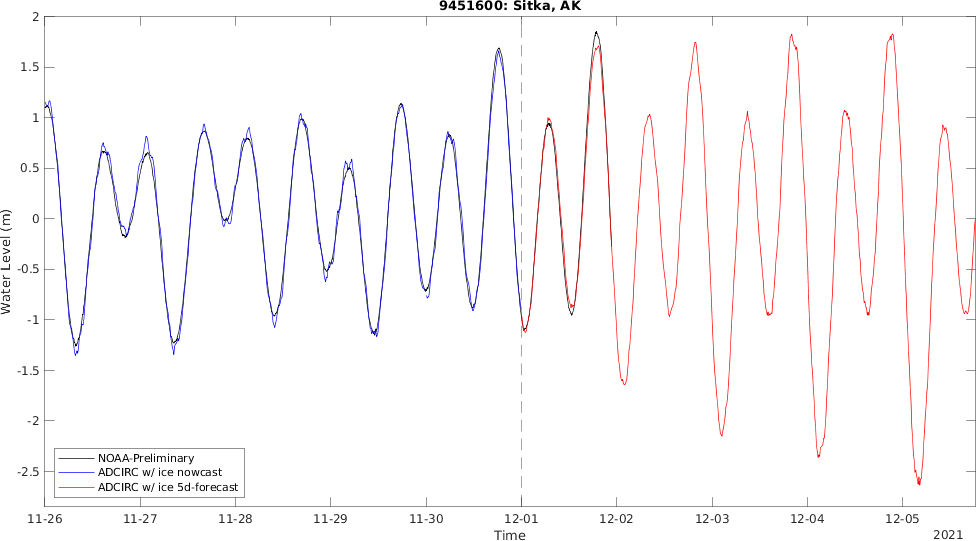 9451600: Sitka, AK
2
1.5
1
0.5
0
-0.5
-1
-1.5
-2
-2.5
Water Level (m)
NOAA-Preliminary
ADCIRC w/ ice nowcast
ADCIRC w/ ice 5d-forecast
11-26 11-27 11-28 11-29 11-30 12-01 12-02 12-03 12-04 12-05
Time
2021